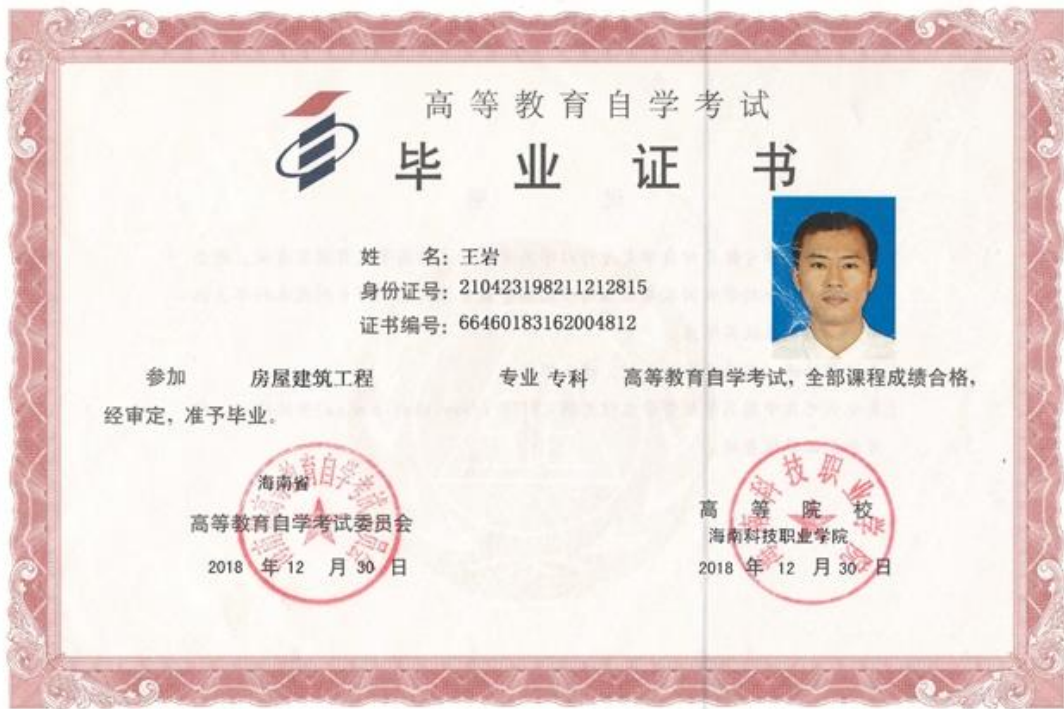 高等教育自学考试
毕业证书
姓 名：王岩
身份证号：210423198211212815
证书编号：66460183162004812
参加 房屋建筑工程 专业 专科 高等教育自学考试，全部课程成绩合格，
经审定，准予毕业。
海南省
高等教育自学考试委员会
2018 年 12 月 30 日
高等院校
海南科技职业学院
2018 年 12 月 30 日